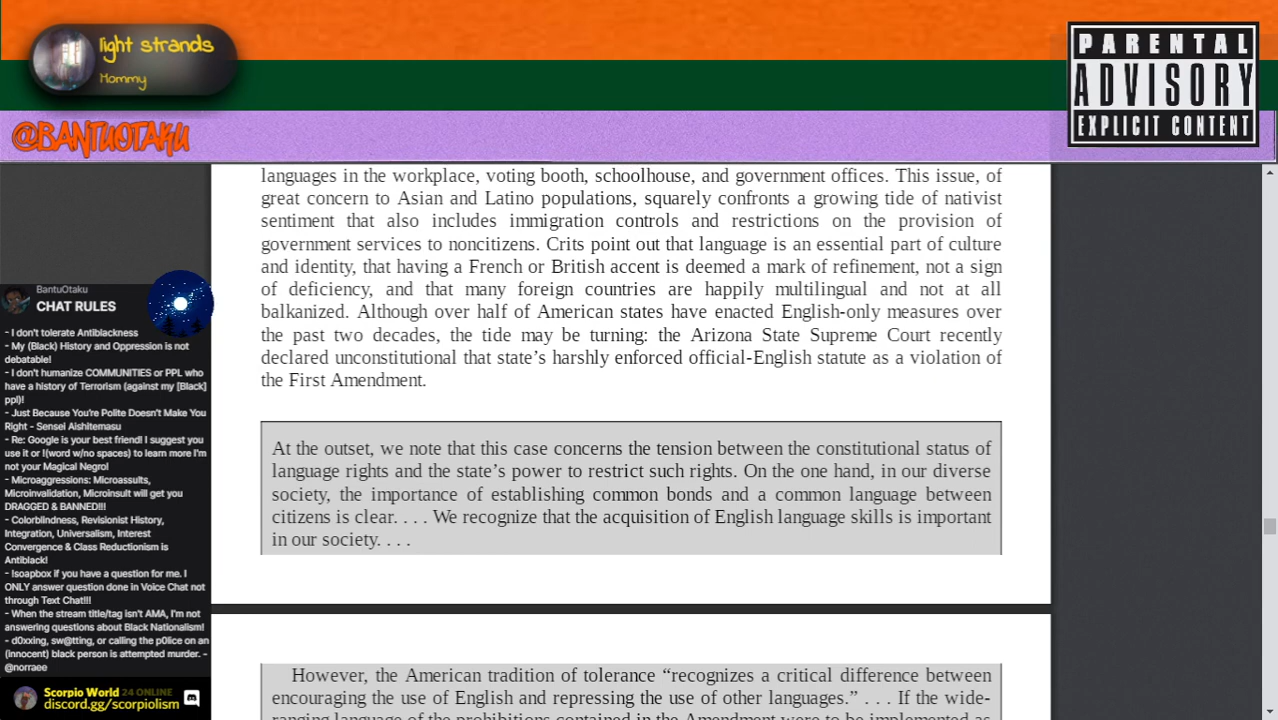 light strands
Mommy
PARENTAL
ADVISORY
EXPLICIT CONTENT
@BANTUOTAKU
languages in the workplace, voting booth, schoolhouse, and government offices. This issue, of
great concern to Asian and Latino populations, squarely confronts a growing tide of nativist
sentiment that also includes immigration controls and restrictions on the provision of
government services to noncitizens. Crits point out that language is an essential part of culture
and identity, that having a French or British accent is deemed a mark of refinement, not a sign
of deficiency, and that many foreign countries are happily multilingual and not at all
balkanized. Although over half of American states have enacted English-only measures over
the past two decades, the tide may be turning: the Arizona State Supreme Court recently
declared unconstitutional that state’s harshly enforced official-English statute as a violation of
the First Amendment.
At the outset, we note that this case concerns the tension between the constitutional status of
language rights and the state’s power to restrict such rights. On the one hand, in our diverse
society, the importance of establishing common bonds and a common language between
citizens is clear. . . . We recognize that the acquisition of English language skills is important
in our society. . . .
However, the American tradition of tolerance “recognizes a critical difference between
encouraging the use of English and repressing the use of other languages.” . . . If the wide-
ranging language of the prohibitions contained in the Amendment were to be implemented as
BantuOtaku
CHAT RULES
- I don't tolerate Antiblackness
- My (Black) History and Oppression is not
debatable!
- I don't humanize COMMUNITIES or PPL who
have a history of Terrorism (against my [Black]
ppl)!
- Just Because You're Polite Doesn't Make You
Right - Sensei Aishitemasu
- Re: Google is your best friend! I suggest you
use it or !(word w/no spaces) to learn more I'm
not your Magical Negro!
- Microaggressions: Microassults,
Microinvalidation, Microinsult will get you
DRAGGED & BANNED!!!
- Colorblindness, Revisionist History,
Integration, Universalism, Interest
Convergence & Class Reductionism is
Antiblack!
- !soapbox if you have a question for me. I
ONLY answer question done in Voice Chat not
through Text Chat!!!
- When the stream title/tag isn't AMA, I'm not
answering questions about Black Nationalism!
- d0xxing, sw@tting, or calling the p0lice on an
(innocent) black person is attempted murder. -
@norraee
Scorpio World 24 ONLINE
discord.gg/scorpiolism